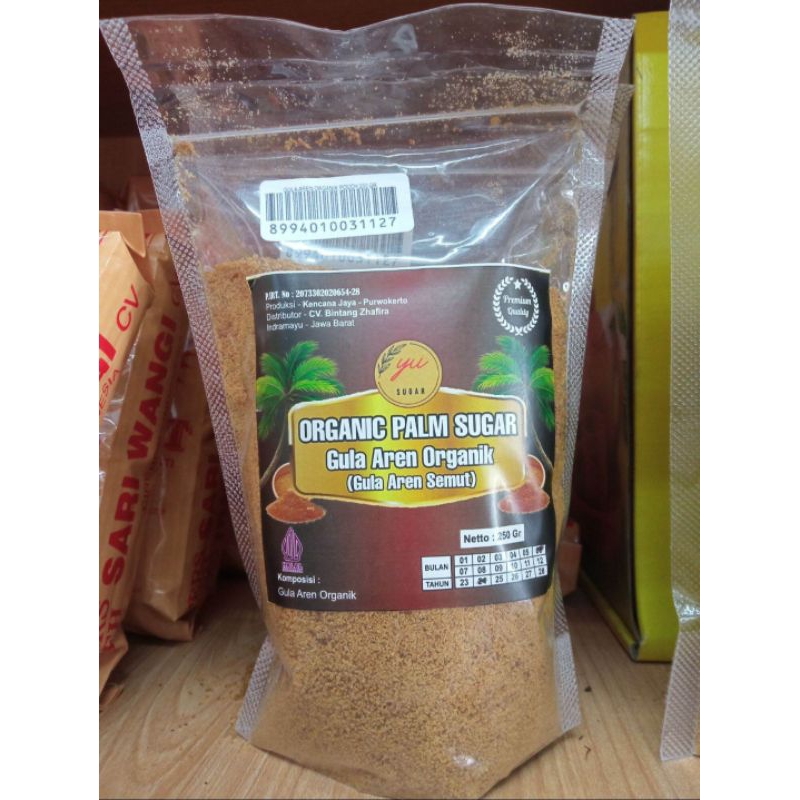 8994010031127
8994010031127
P.IRT. No : 2073302020654-28
Produksi - Kencana Jaya - Purwokerto
Distributor - CV. Bintang Zhafira
Indramayu - Jawa Barat
Premium
Quality
yu
SUGAR
ORGANIC PALM SUGAR
Gula Aren Organik
(Gula Aren Semut)
Netto : 250 Gr
BULAN 01 02 03 04 05
07 08 09 10 11 12
TAHUN 23 25 26 27 28
Komposisi :
Gula Aren Organik
SARI WANGI
CV